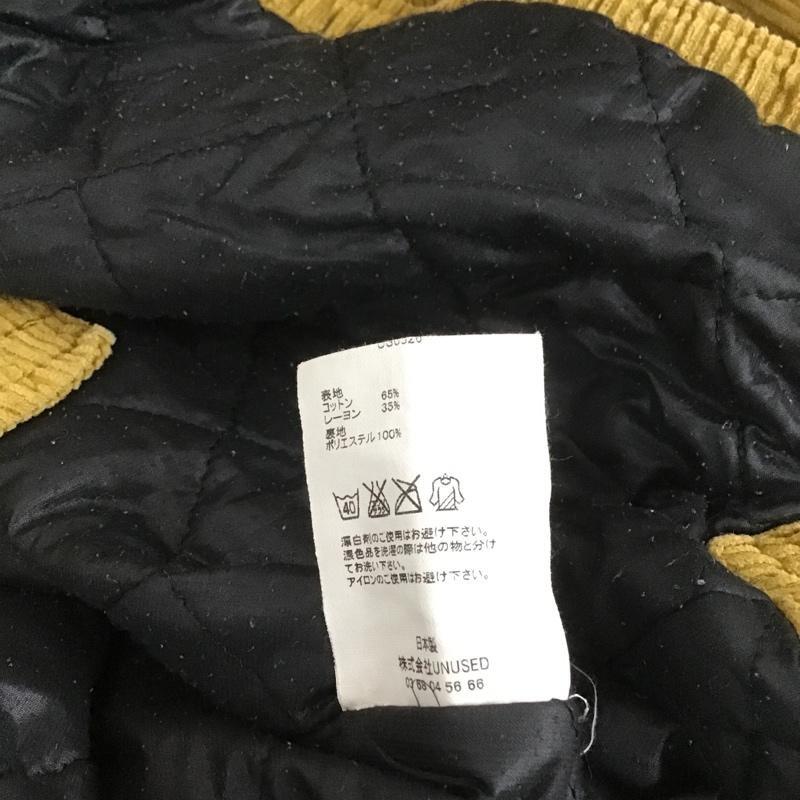 表地
コットン 65%
レーヨン 35%
裏地
ポリエステル100%
40
漂白剤のご使用はお避け下さい。
濃色品を洗濯の際は他の物と分け
てお洗い下さい。
アイロンのご使用はお避け下さい。
日本製
株式会社UNUSED
03 68 04 56 66